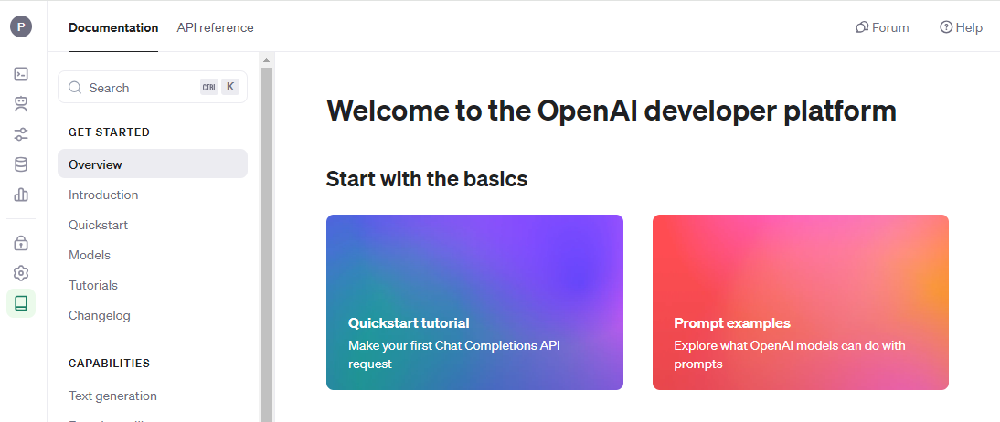 P
Documentation
API reference
Forum
Help
Search
CTRL
K
GET STARTED
Overview
Introduction
Quickstart
Models
Tutorials
Changelog
CAPABILITIES
Text generation
Welcome to the OpenAI developer platform
Start with the basics
Quickstart tutorial
Make your first Chat Completions API
request
Prompt examples
Explore what OpenAI models can do with
prompts